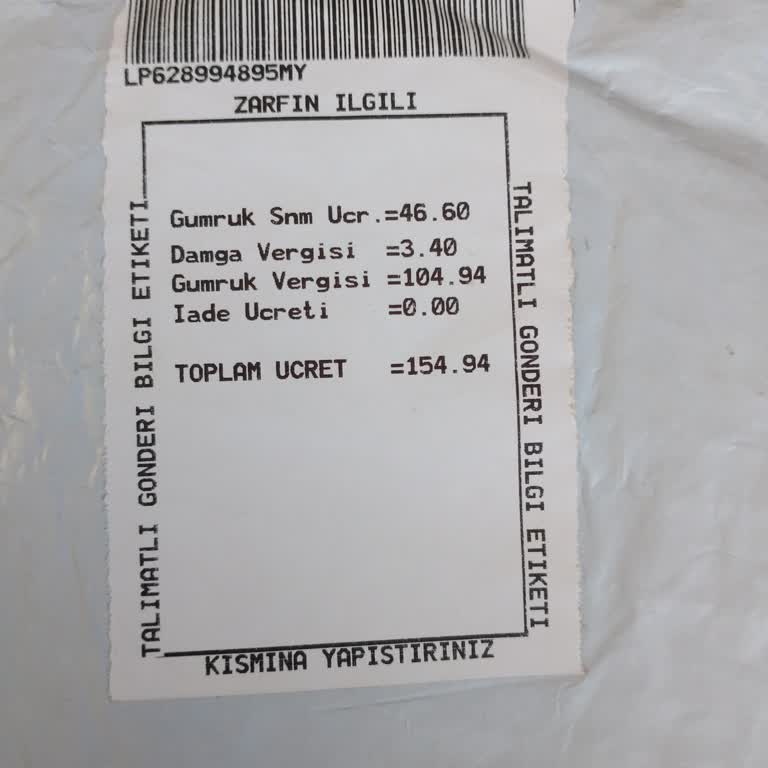 LP628994895MY
ZARFIN ILGILI
TALIMATLI GONDERI BILGI ETIKETI
Gumruk Snm Ucr.=46.60
Damga Vergisi =3.40
Gumruk Vergisi =104.94
Iade Ucreti =0.00
TOPLAM UCRET =154.94
TALIMATLI GONDERI BILGI ETIKETI
KISMINA YAPISTIRINIZ